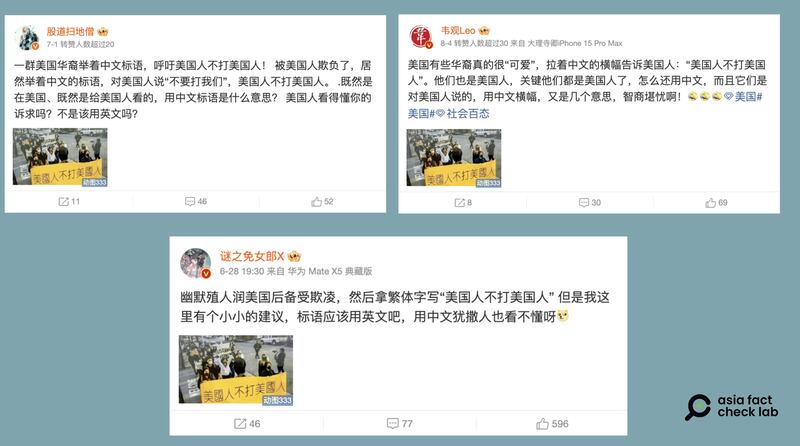 股道扫地僧
7-1 转赞人数超过20
一群美国华裔举着中文标语，呼吁美国人不打美国人！ 被美国人欺负了，居
然举着中文的标语，对美国人说“不要打我们”，美国人不打美国人。.既然是
在美国、既然是给美国人看的，用中文标语是什么意思？ 美国人看得懂你的
诉求吗？不是该用英文吗？
美國人不打美國人
动图333
11
46
52
韦观Leo
8-4 转赞人数超过30 来自 大理寺卿iPhone 15 Pro Max
美国有些华裔真的很“可爱”，拉着中文的横幅告诉美国人：“美国人不打美国
人”。他们也是美国人，关键他们都是美国人了，怎么还用中文，而且它们是
对美国人说的，用中文横幅，又是几个意思，智商堪忧啊！#美国#
美国#社会百态
美國人不打美國人
动图333
8
30
69
谜之兔女郎X
6-28 19:30 来自 华为 Mate X5 典藏版
幽默殖人润美国后备受欺凌，然后拿繁体字写“美国人不打美国人” 但是我这
里有个小小的建议，标语应该用英文吧，用中文犹撒人也看不懂呀
美國人不打美國人
动图333
46
77
596
asia fact
check lab